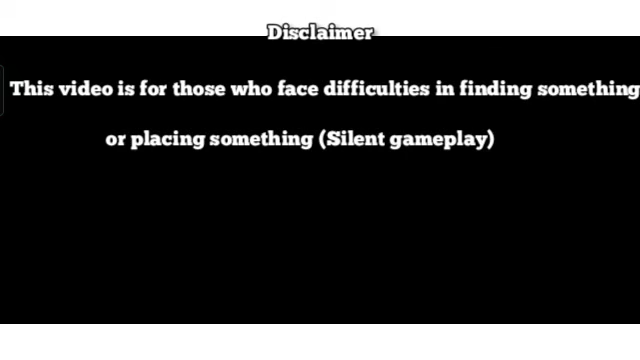 Disclaimer
This video is for those who face difficulties in finding something
or placing something (Silent gameplay)